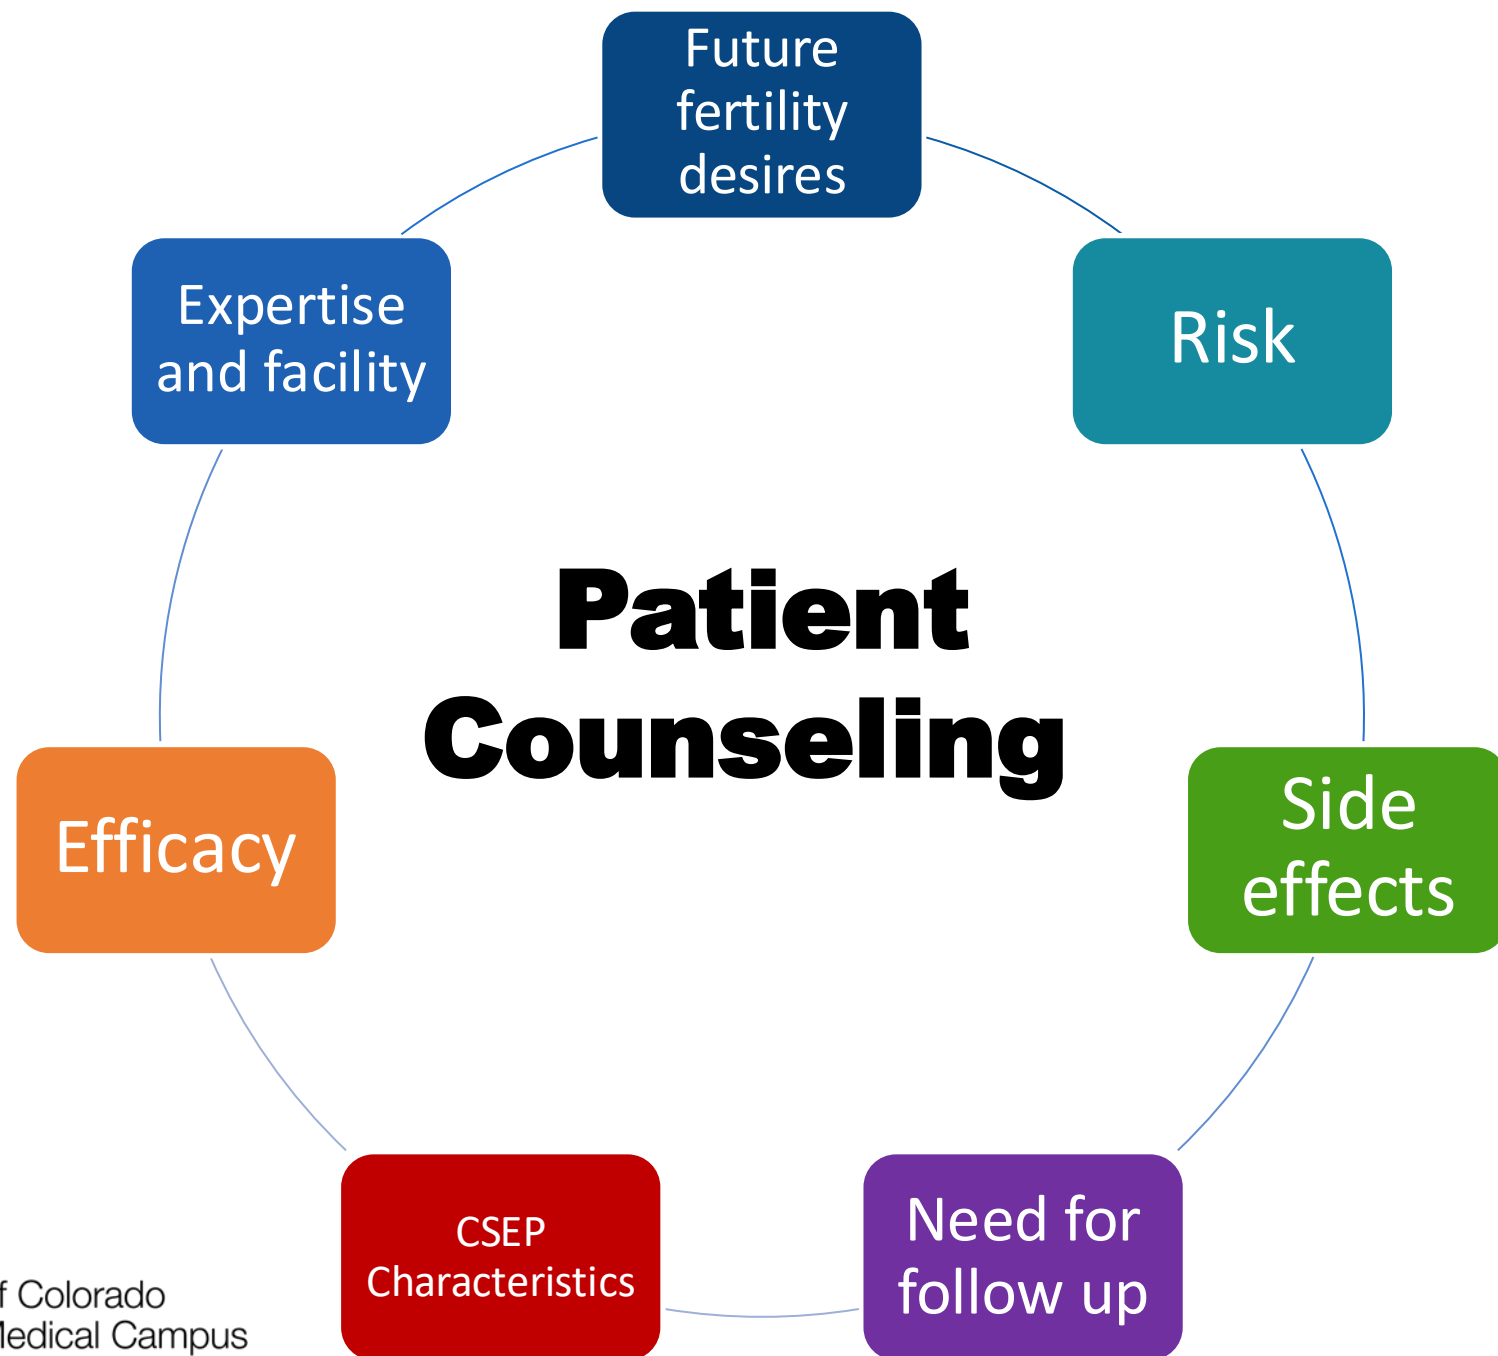 Future
fertility
desires
Risk
Side
effects
Need for
follow up
CSEP
Characteristics
Efficacy
Expertise
and facility
Patient
Counseling
f Colorado
Medical Campus